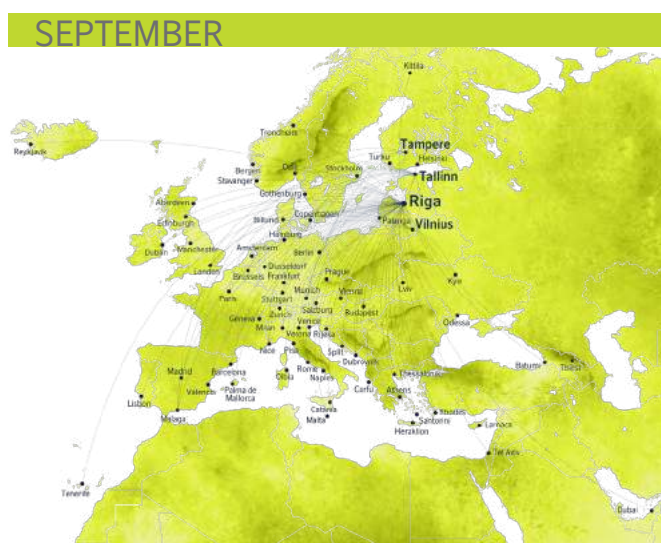 SEPTEMBER
Kittila
Reykjavik
Trondheim
Tampere
Turku
Helsinki
Bergen
Oslo
Stockholm
Tallinn
Stavanger
Gothenburg
Riga
Aberdeen
Copenhagen
Palanga
Vilnius
Edinburgh
Billund
Hamburg
Dublin
Manchester
Amsterdam
Berlin
London
Dusseldorf
Brussels
Frankfurt
Prague
Lviv
Kyiv
Paris
Stuttgart
Munich
Vienna
Salzburg
Zurich
Budapest
Odessa
Geneva
Milan
Venice
Verona
Rijeka
Nice
Pisa
Split
Dubrovnik
Batumi
Tbilisi
Madrid
Barcelona
Rome
Olbia
Naples
Corfu
Thessaloniki
Valencia
Palma de
Mallorca
Athens
Lisbon
Malaga
Catania
Malta
Rhodes
Santorini
Heraklion
Larnaca
Tel Aviv
Tenerife
Dubai